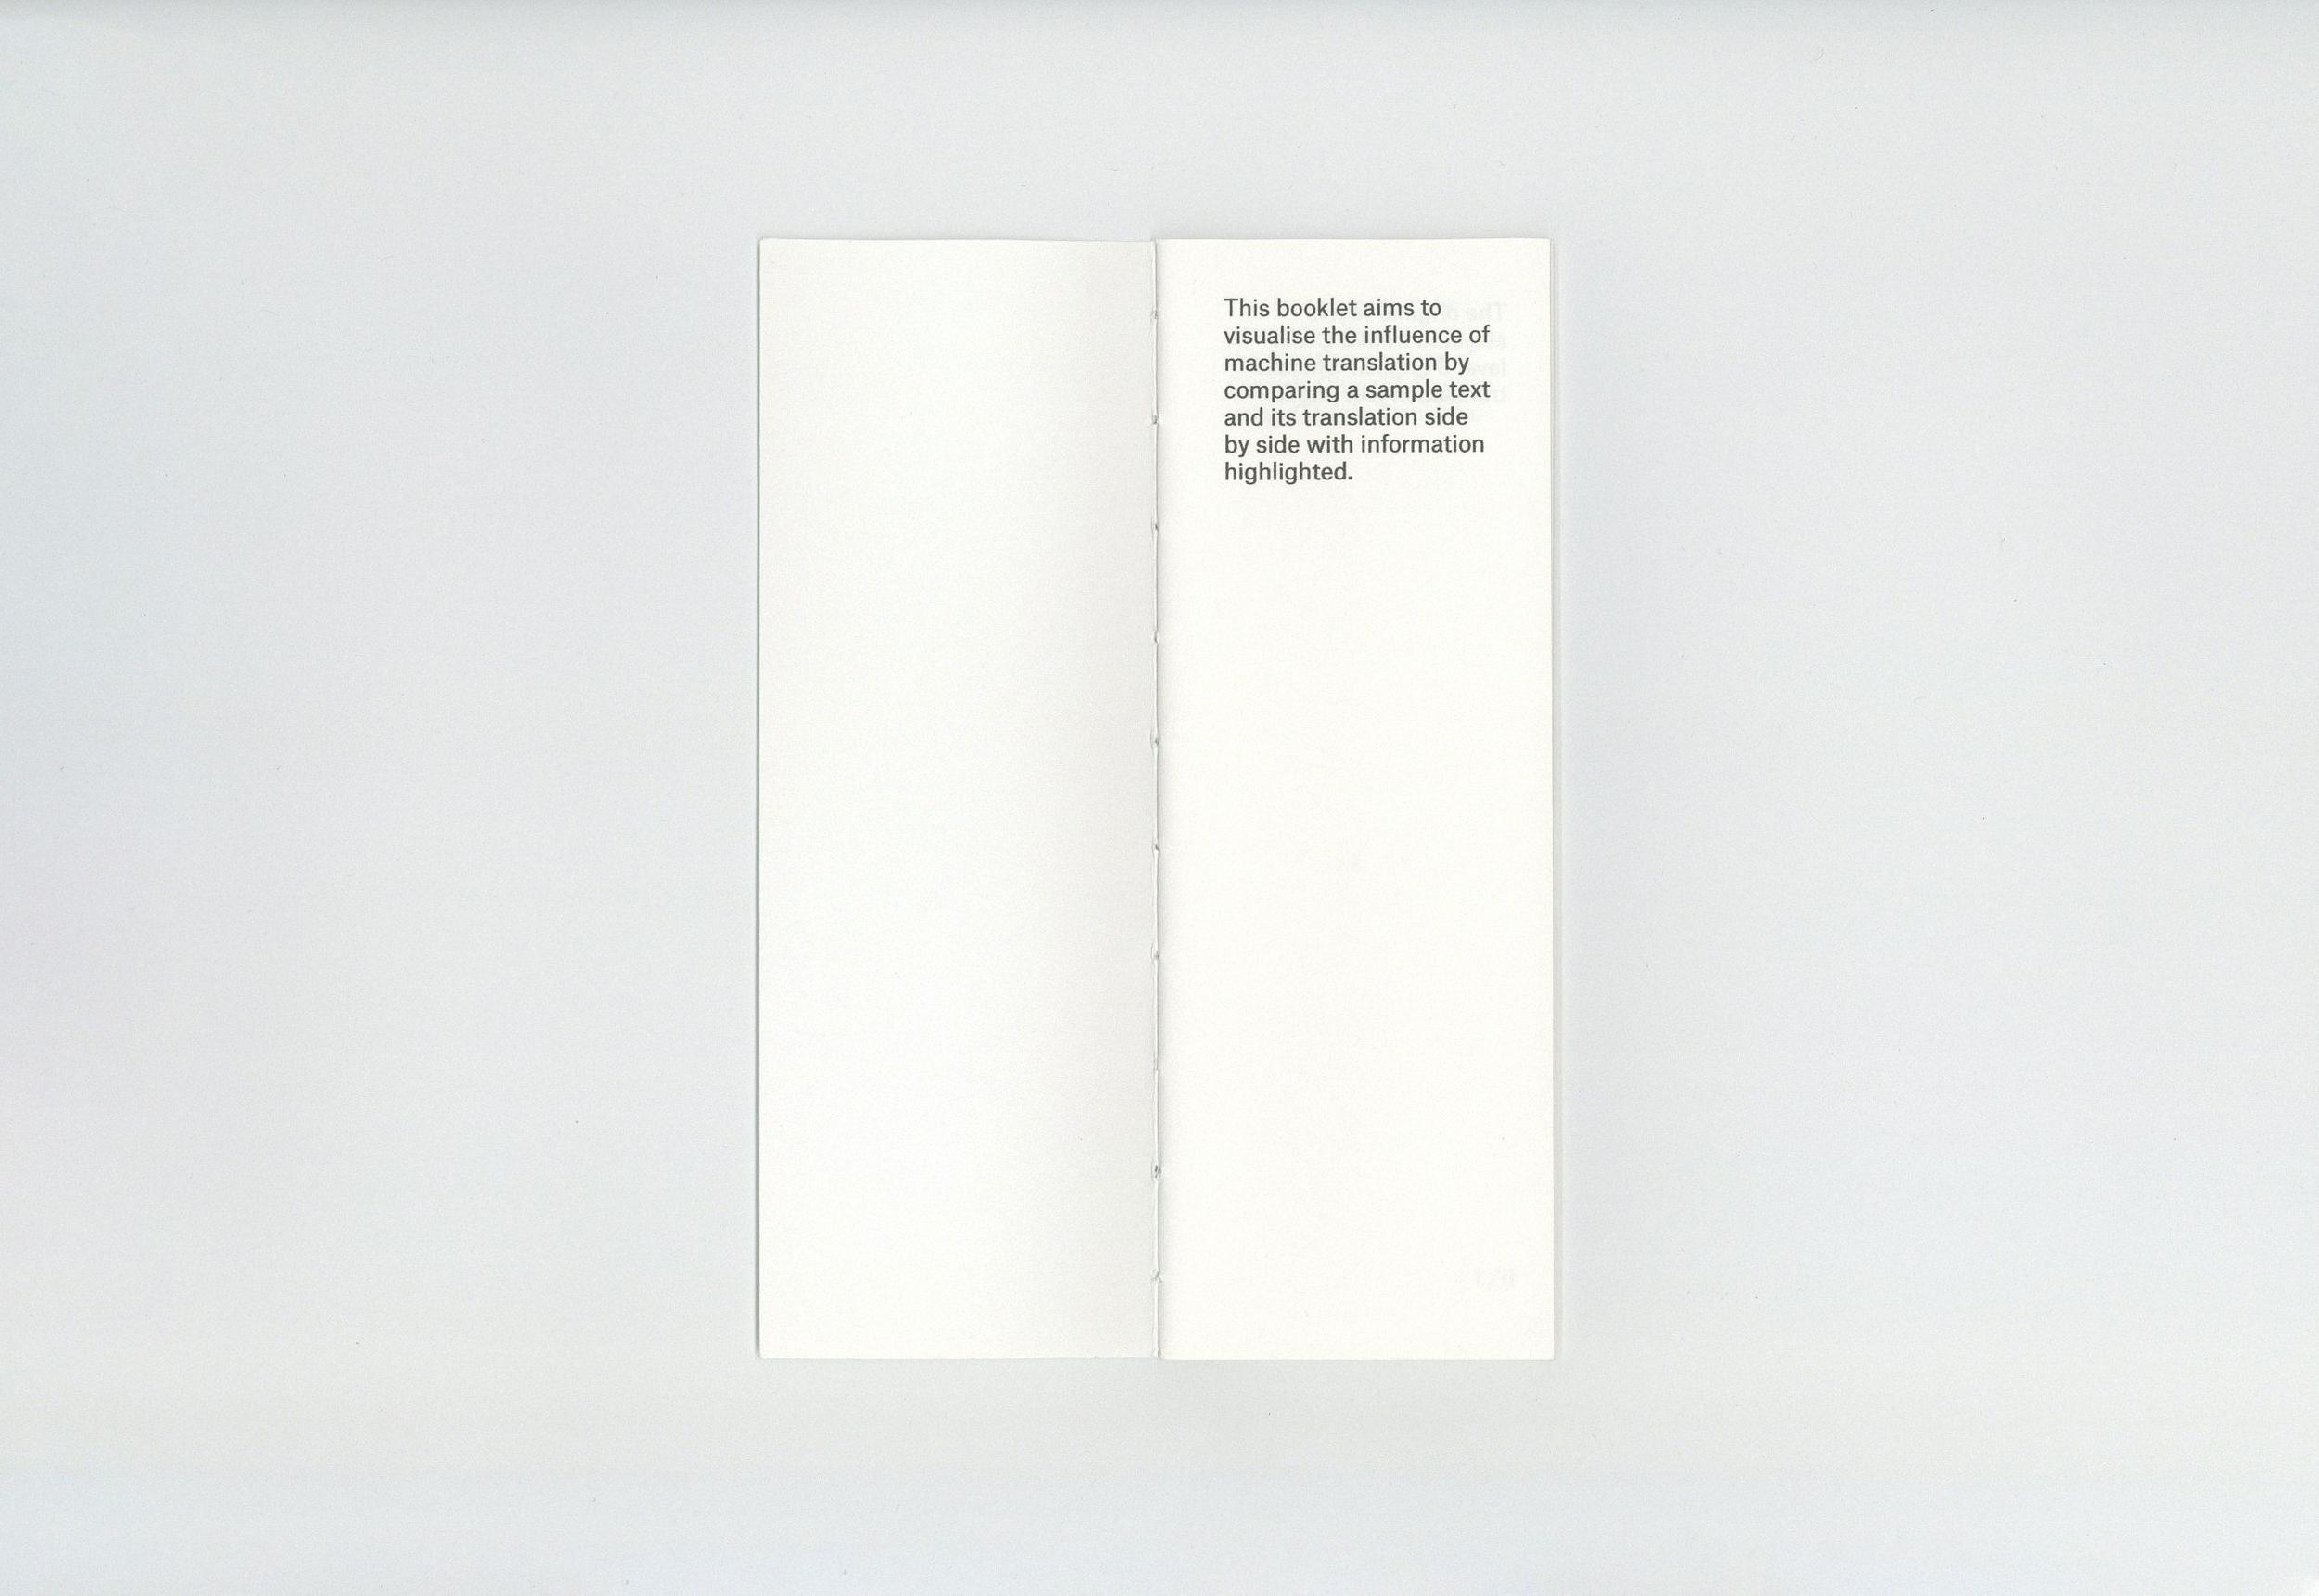 This booklet aims to
visualise the influence of
machine translation by
comparing a sample text
and its translation side
by side with information
highlighted.